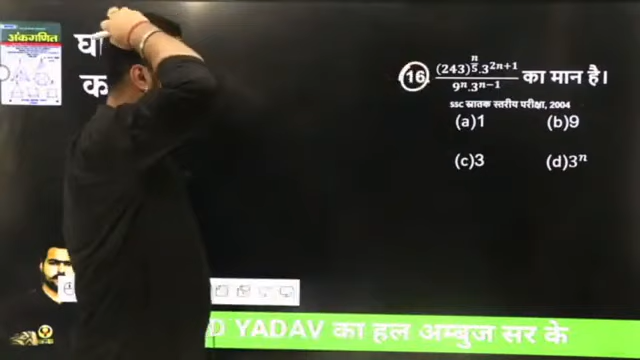 अंकगणित
घा
क
16 (243)^{n/5}.3^{2n+1} / 9^n.3^{n-1} का मान है।
SSC स्नातक स्तरीय परीक्षा, 2004
(a)1 (b)9
(c)3 (d)3^n
YADAV का हल अम्बुज सर के